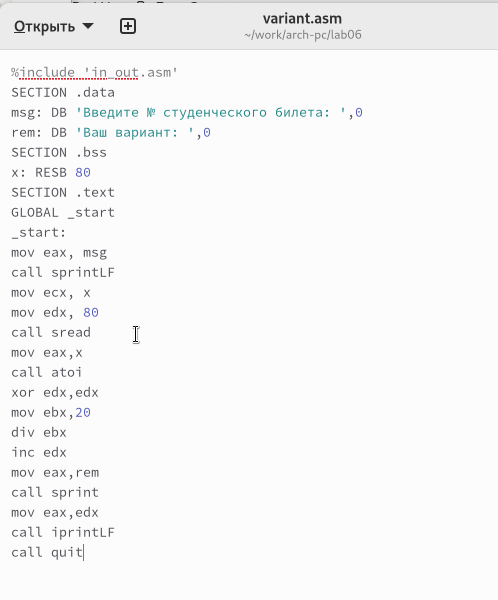 variant.asm
Открыть
~/work/arch-pc/lab06
%include 'in_out.asm'
SECTION .data
msg: DB 'Введите № студенческого билета: ',0
rem: DB 'Ваш вариант: ',0
SECTION .bss
x: RESB 80
SECTION .text
GLOBAL _start
_start:
mov eax, msg
call sprintLF
mov ecx, x
mov edx, 80
call sread
mov eax,x
call atoi
xor edx,edx
mov ebx,20
div ebx
inc edx
mov eax,rem
call sprint
mov eax,edx
call iprintLF
call quit